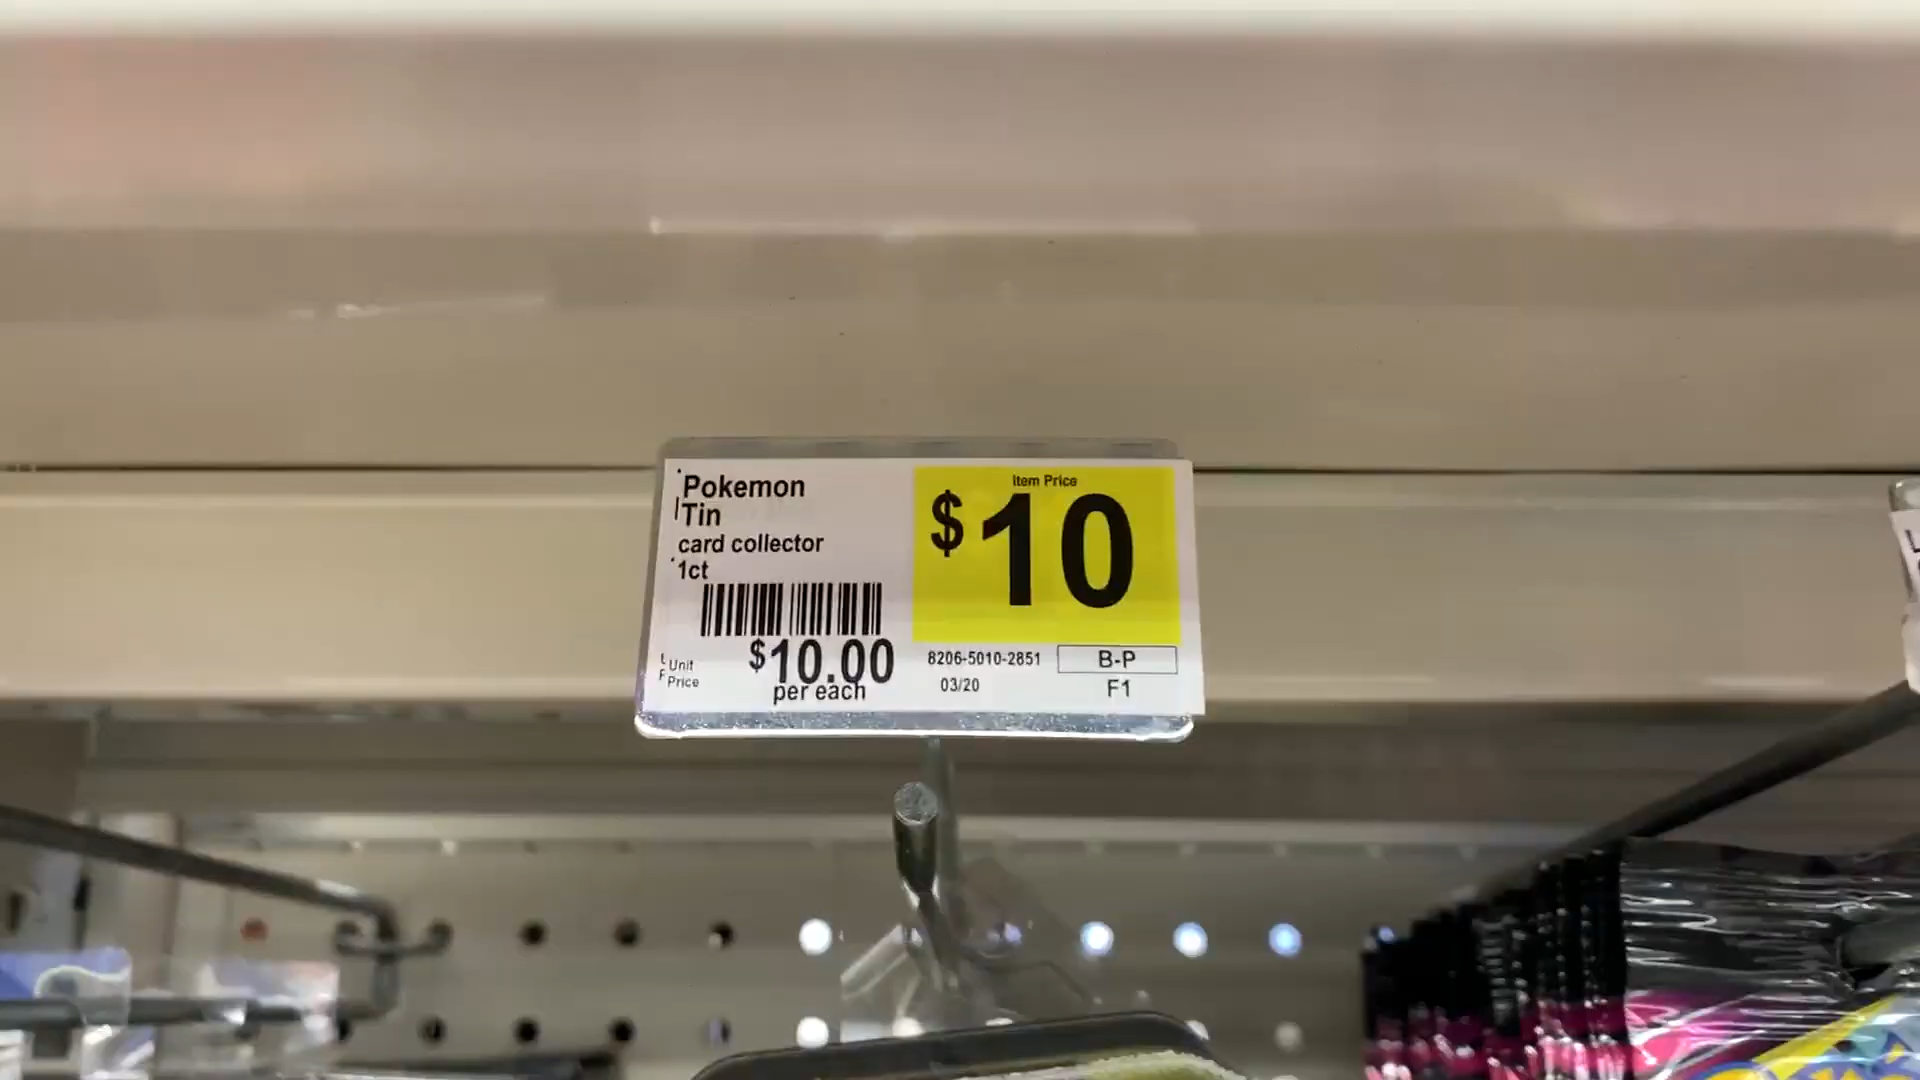 Pokemon
Tin
card collector
1ct
$10.00
per each
Unit
Price
Item Price
$10
8206-5010-2851
B-P
03/20
F1